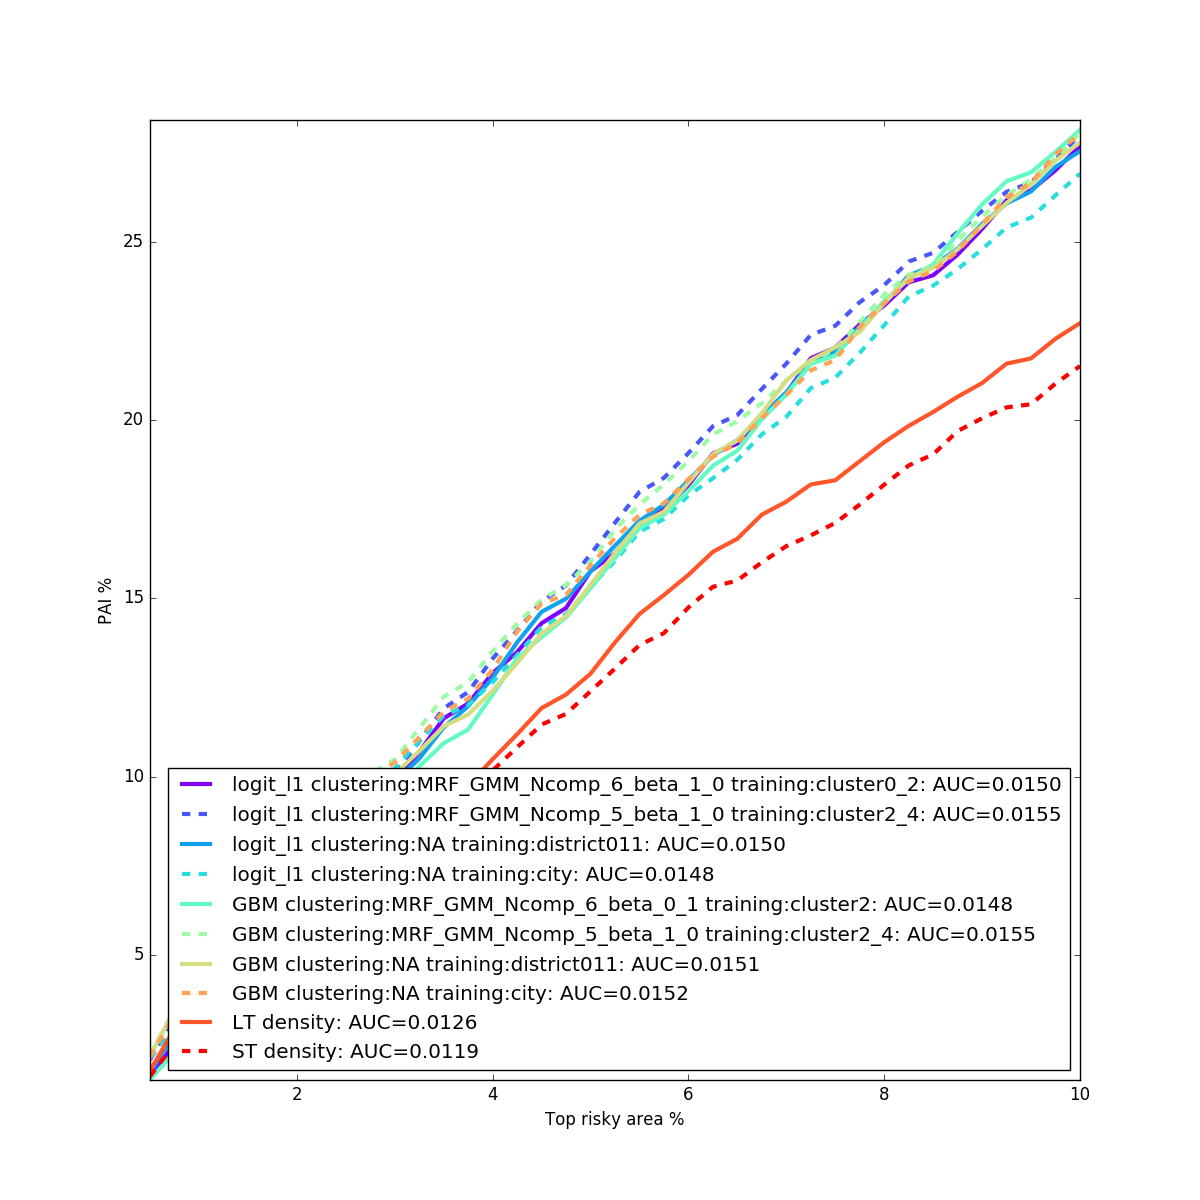 25
20
15
10
5
PAI %
logit_l1 clustering:MRF_GMM_Ncomp_6_beta_1_0 training:cluster0_2: AUC=0.0150
logit_l1 clustering:MRF_GMM_Ncomp_5_beta_1_0 training:cluster2_4: AUC=0.0155
logit_l1 clustering:NA training:district011: AUC=0.0150
logit_l1 clustering:NA training:city: AUC=0.0148
GBM clustering:MRF_GMM_Ncomp_6_beta_0_1 training:cluster2: AUC=0.0148
GBM clustering:MRF_GMM_Ncomp_5_beta_1_0 training:cluster2_4: AUC=0.0155
GBM clustering:NA training:district011: AUC=0.0151
GBM clustering:NA training:city: AUC=0.0152
LT density: AUC=0.0126
ST density: AUC=0.0119
2 4 6 8 10
Top risky area %